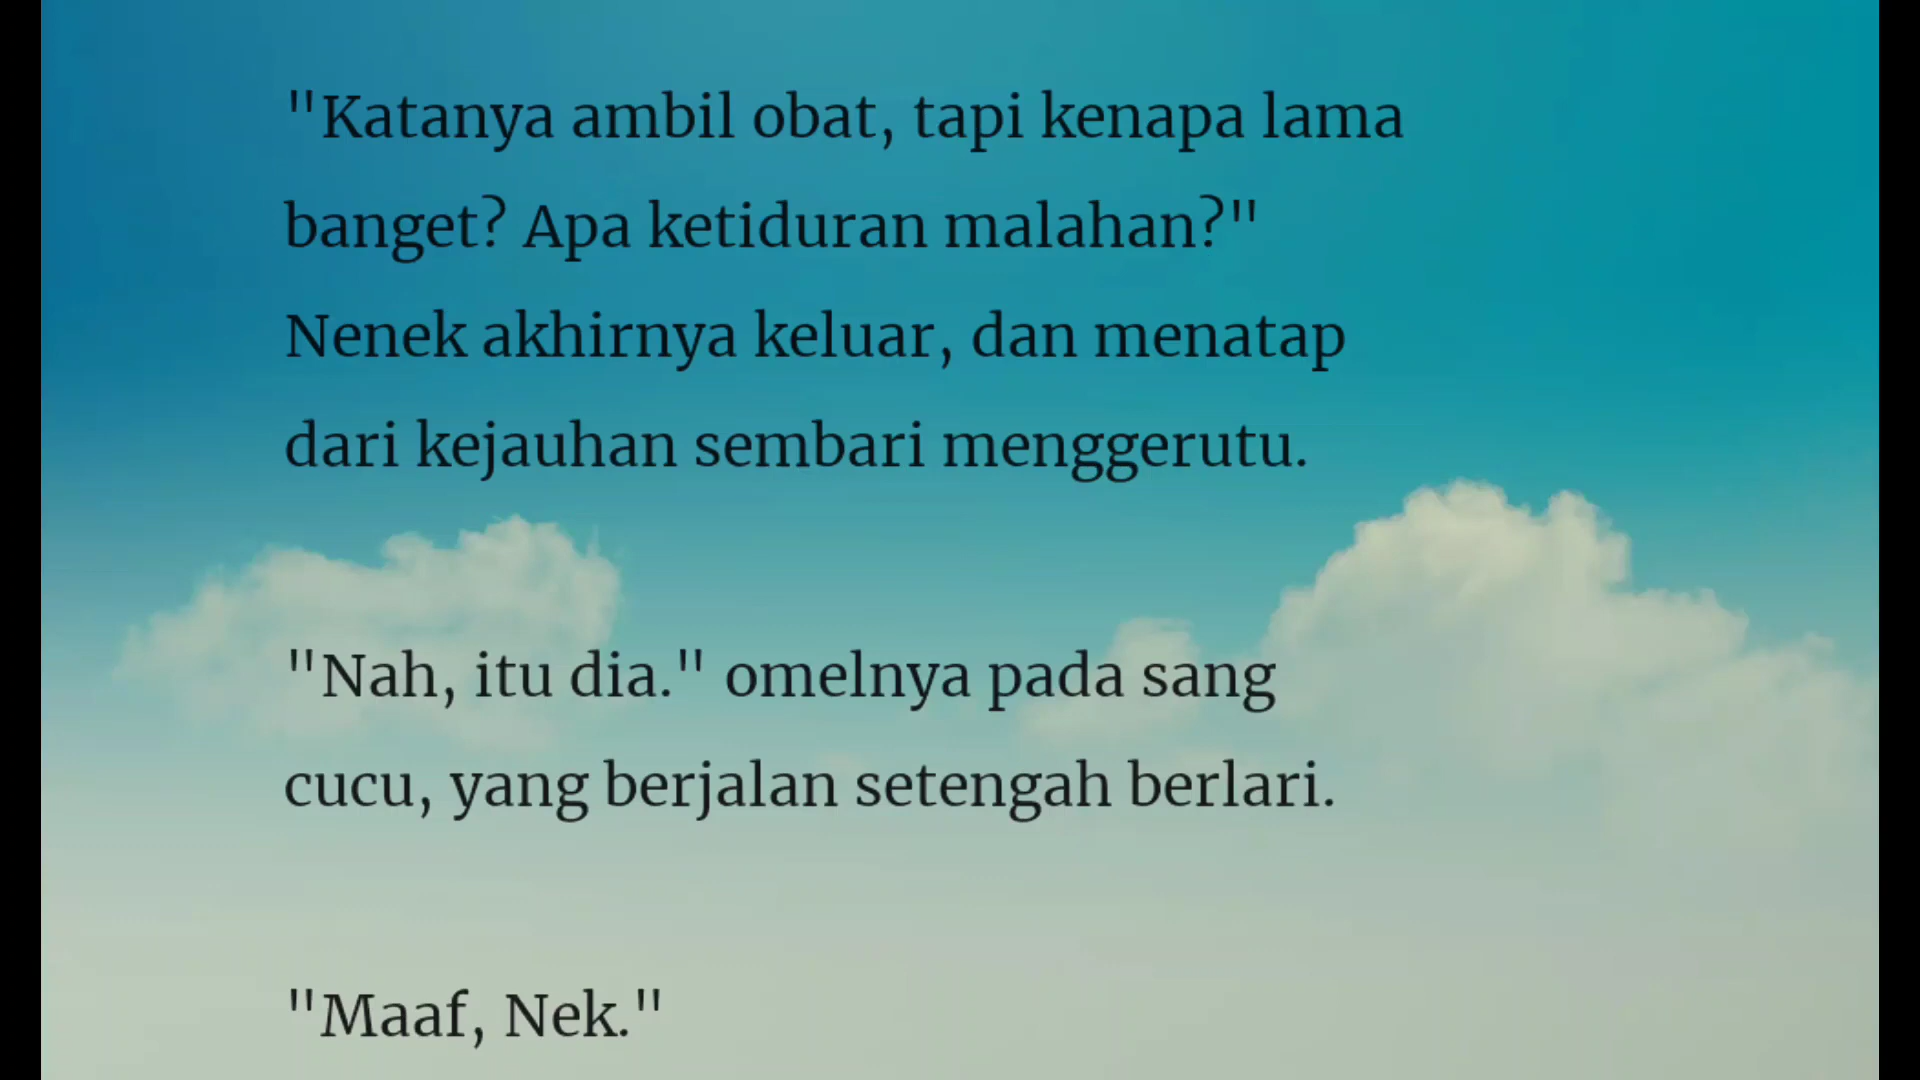 "Katanya ambil obat, tapi kenapa lama
banget? Apa ketiduran malahan?"
Nenek akhirnya keluar, dan menatap
dari kejauhan sembari menggerutu.
"Nah, itu dia." omelnya pada sang
cucu, yang berjalan setengah berlari.
"Maaf, Nek."